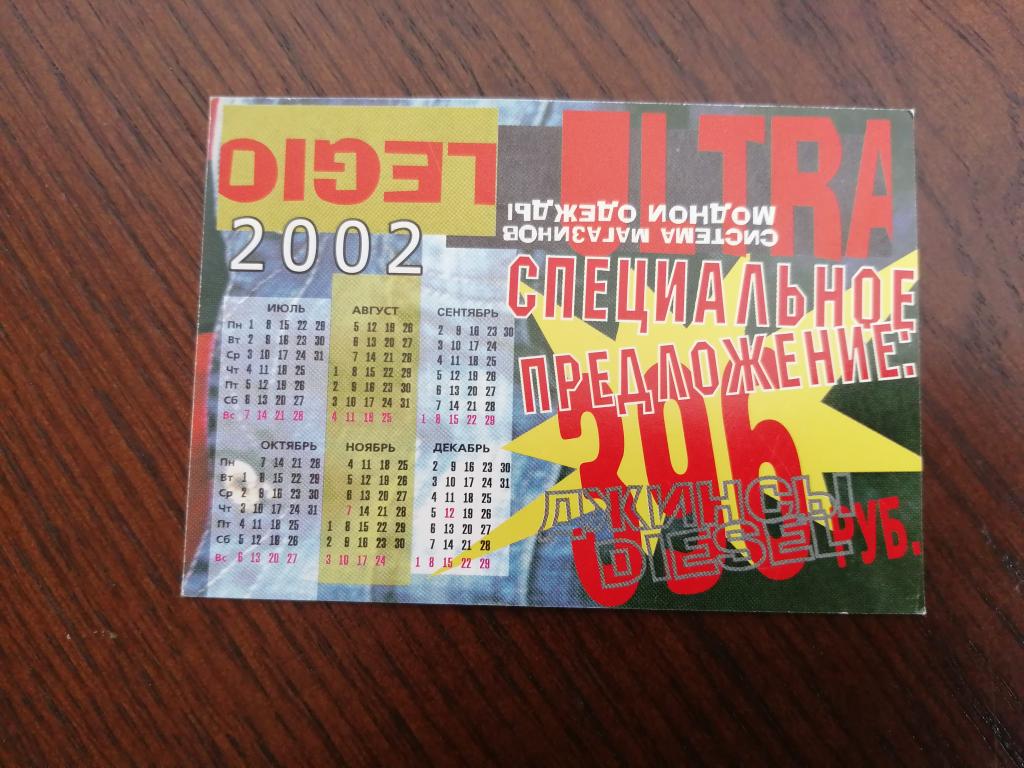 LEGIO
ULTRA
СИСТЕМА МАГАЗИНОВ
МОДНОЙ ОДЕЖДЫ
2002
СПЕЦИАЛЬНОЕ
ПРЕДЛОЖЕНИЕ:
396 РУБ.
ДЖИНСЫ
DIESEL
ИЮЛЬ АВГУСТ СЕНТЯБРЬ
Пн 1 8 15 22 29 5 12 19 26 2 9 16 23 30
Вт 2 9 16 23 30 6 13 20 27 3 10 17 24
Ср 3 10 17 24 31 7 14 21 28 4 11 18 25
Чт 4 11 18 25 1 8 15 22 29 5 12 19 26
Пт 5 12 19 26 2 9 16 23 30 6 13 20 27
Сб 6 13 20 27 3 10 17 24 31 7 14 21 28
Вс 7 14 21 28 4 11 18 25 1 8 15 22 29
ОКТЯБРЬ НОЯБРЬ ДЕКАБРЬ
Пн 7 14 21 28 4 11 18 25 2 9 16 23 30
Вт 1 8 15 22 29 5 12 19 26 3 10 17 24 31
Ср 2 9 16 23 30 6 13 20 27 4 11 18 25
Чт 3 10 17 24 31 7 14 21 28 5 12 19 26
Пт 4 11 18 25 1 8 15 22 29 6 13 20 27
Сб 5 12 19 26 2 9 16 23 30 7 14 21 28
Вс 6 13 20 27 3 10 17 24 1 8 15 22 29